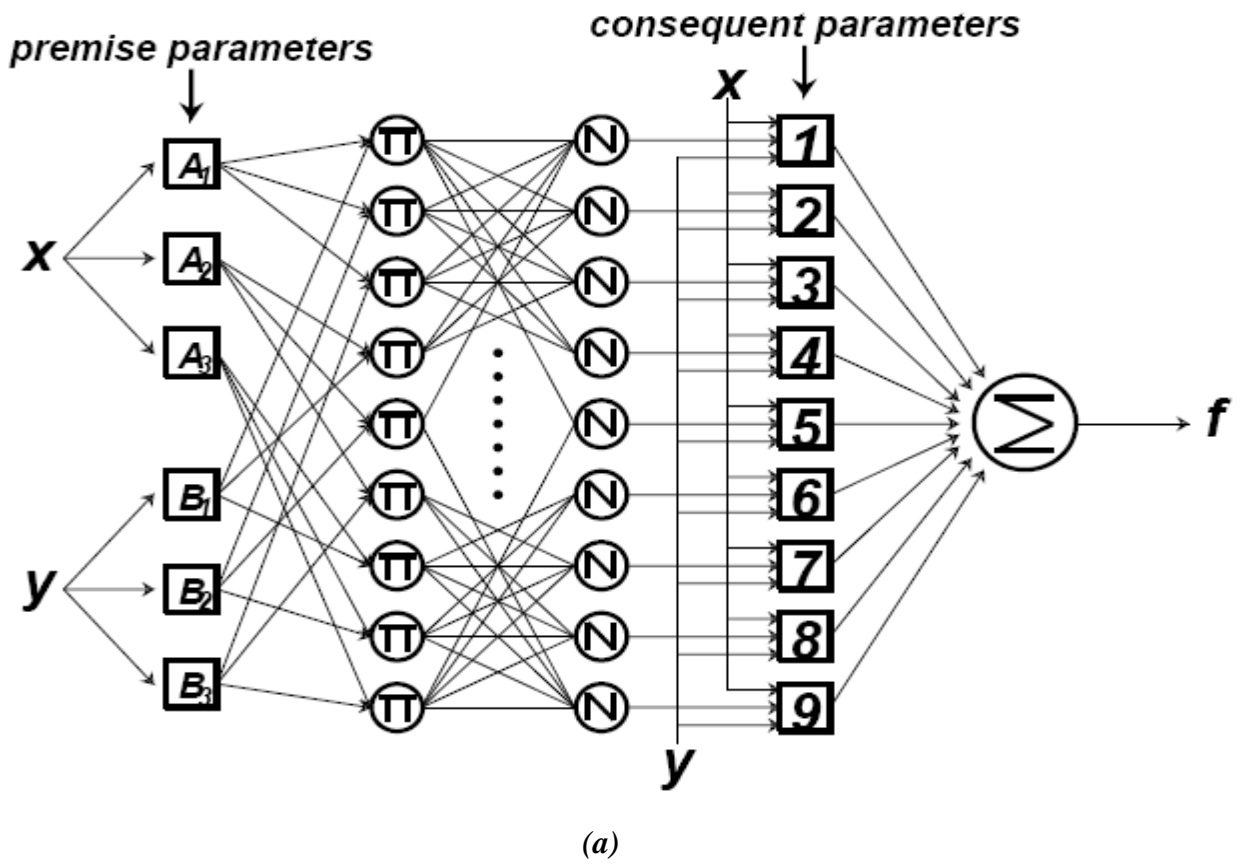 consequent parameters
premise parameters
x
A1 Π N 1
Π N 2
x A2 Π N 3
A3 Π N 4
Π N 5 Σ f
B1 Π N 6
y B2 Π N 7
Π N 8
B3 Π N 9
y
(a)